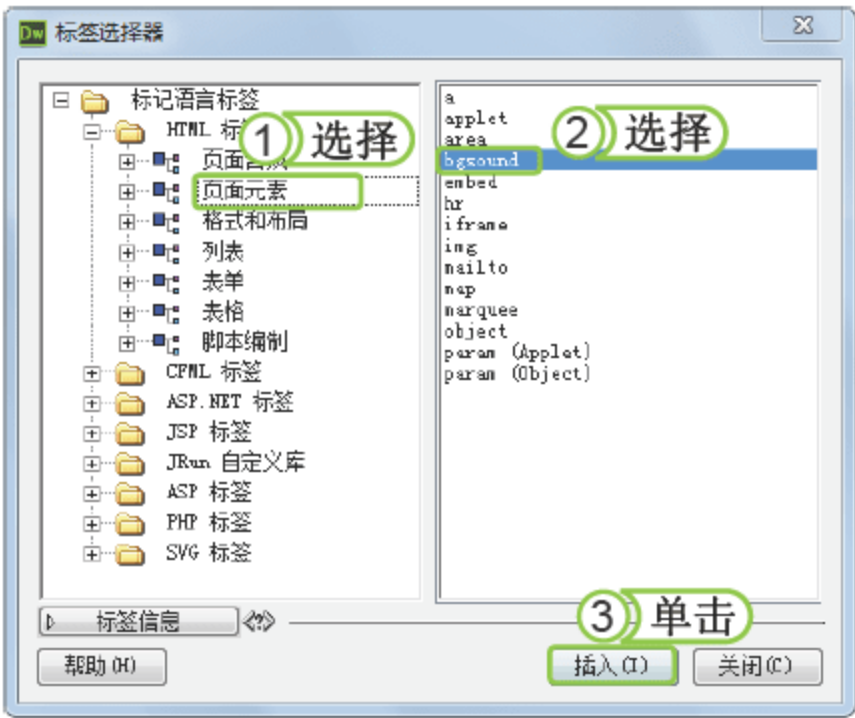 Dw 标签选择器
标记语言标签
HTML 标
① 选择
页面
页面元素
格式和布局
列表
表单
表格
脚本编制
CFML 标签
ASP.NET 标签
JSP 标签
JRun 自定义库
ASP 标签
PHP 标签
SVG 标签
a
applet
area
② 选择
bgsound
embed
hr
iframe
img
mailto
map
marquee
object
param (Applet)
param (Object)
标签信息
③ 单击
帮助(H)
插入(I)
关闭(C)